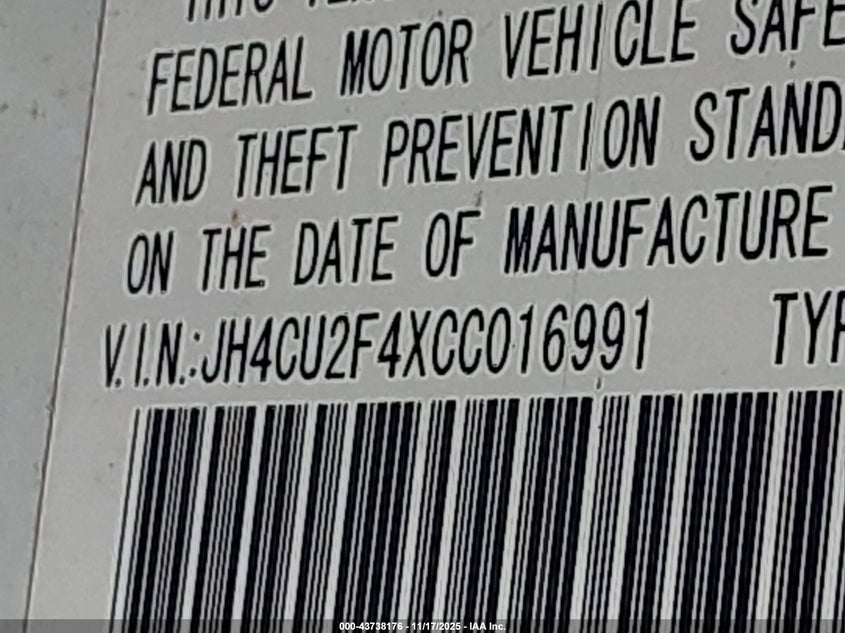 FEDERAL MOTOR VEHICLE SAFE
AND THEFT PREVENTION STAND
ON THE DATE OF MANUFACTURE
V.I.N.:JH4CU2F4XCC016991 TYP
000-43738176 - 11/17/2025 - IAA Inc.